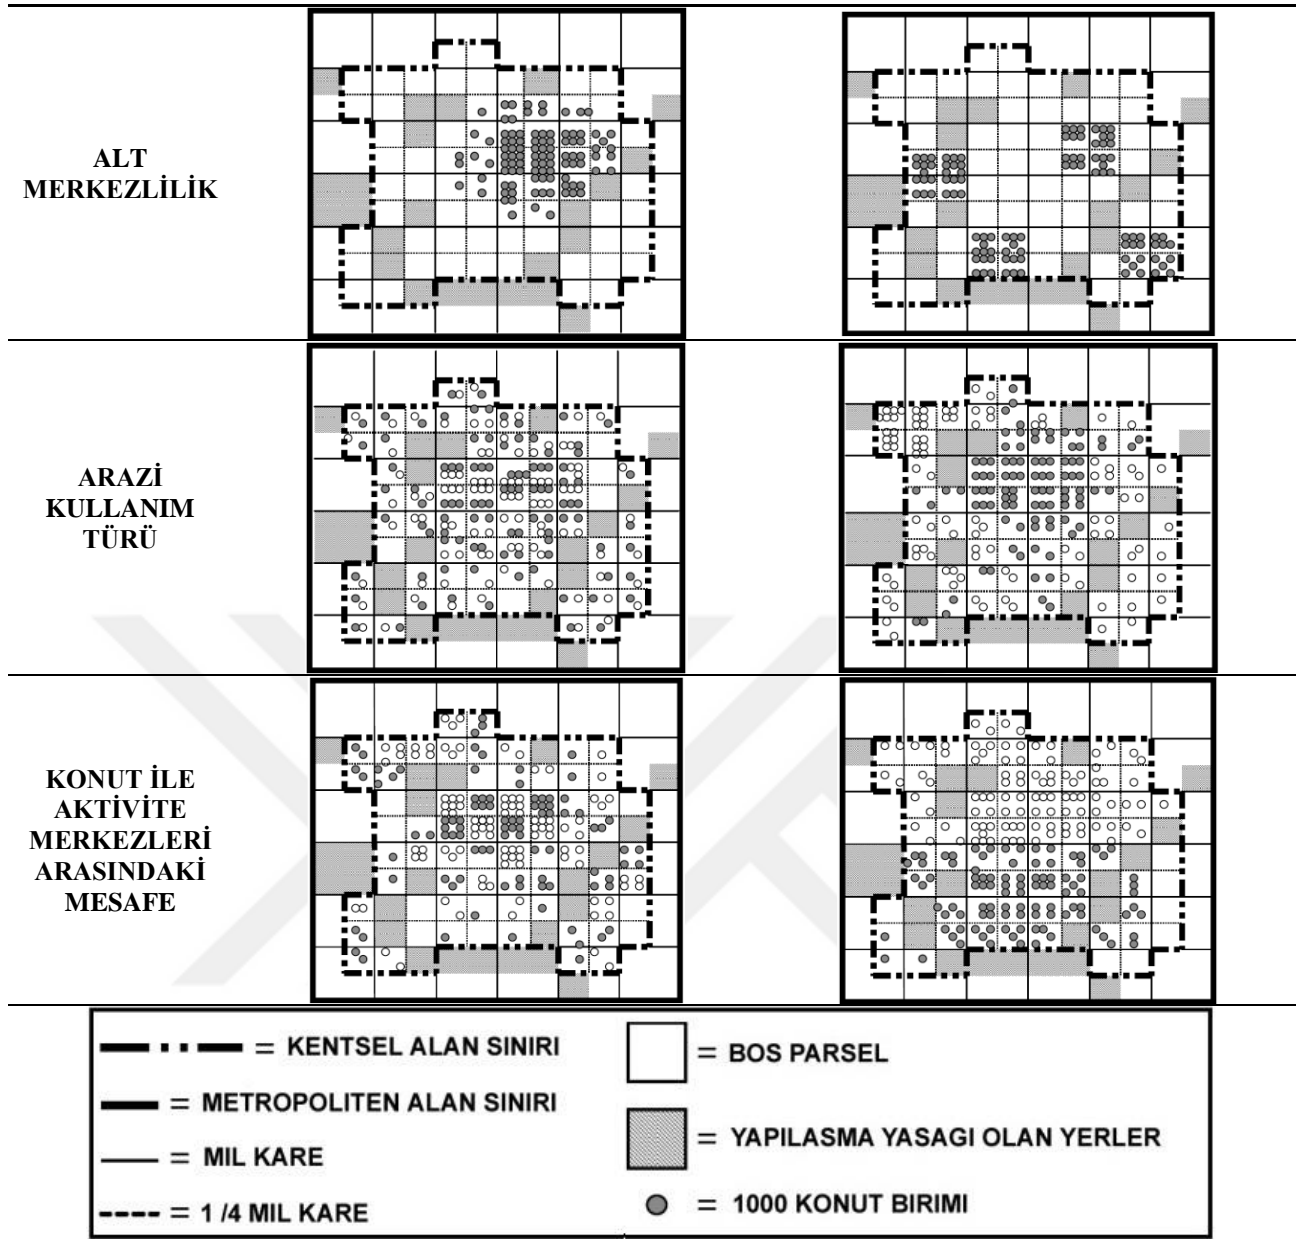 ALT
MERKEZLİLİK
ARAZİ
KULLANIM
TÜRÜ
KONUT İLE
AKTİVİTE
MERKEZLERİ
ARASINDAKİ
MESAFE
= KENTSEL ALAN SINIRI
= METROPOLITEN ALAN SINIRI
= MIL KARE
= 1 /4 MIL KARE
= BOS PARSEL
= YAPILASMA YASAGI OLAN YERLER
= 1000 KONUT BIRIMI